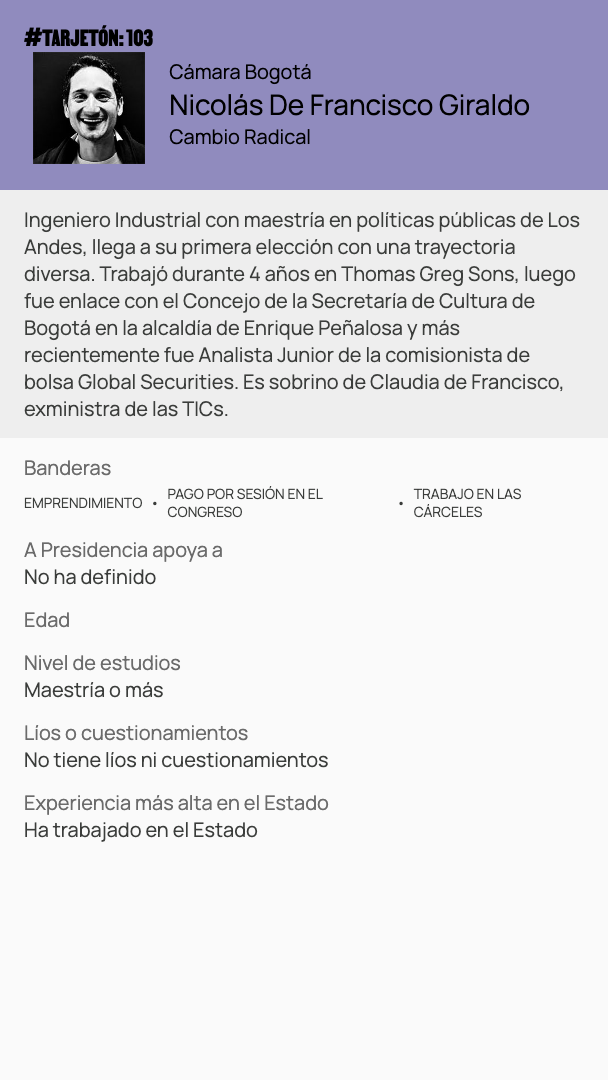 #TARJETÓN: 103
Cámara Bogotá
Nicolás De Francisco Giraldo
Cambio Radical
Ingeniero Industrial con maestría en políticas públicas de Los
Andes, llega a su primera elección con una trayectoria
diversa. Trabajó durante 4 años en Thomas Greg Sons, luego
fue enlace con el Concejo de la Secretaría de Cultura de
Bogotá en la alcaldía de Enrique Peñalosa y más
recientemente fue Analista Junior de la comisionista de
bolsa Global Securities. Es sobrino de Claudia de Francisco,
exministra de las TICs.
Banderas
EMPRENDIMIENTO • PAGO POR SESIÓN EN EL CONGRESO • TRABAJO EN LAS CÁRCELES
A Presidencia apoya a
No ha definido
Edad
Nivel de estudios
Maestría o más
Líos o cuestionamientos
No tiene líos ni cuestionamientos
Experiencia más alta en el Estado
Ha trabajado en el Estado